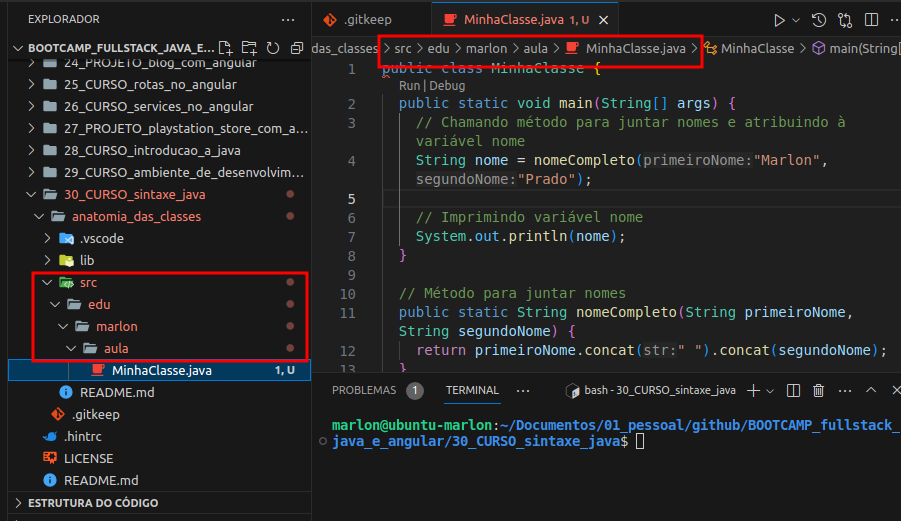 EXPLORADOR ...
BOOTCAMP_FULLSTACK_JAVA_E...
24_PROJETO_blog_com_angular
25_CURSO_rotas_no_angular
26_CURSO_services_no_angular
27_PROJETO_playstation_store_com_a...
28_CURSO_introducao_a_java
29_CURSO_ambiente_de_desenvolvim...
30_CURSO_sintaxe_java
anatomia_das_classes
.vscode
lib
src
edu
marlon
aula
MinhaClasse.java 1, U
README.md
.gitkeep
.hintrc
LICENSE
README.md
ESTRUTURA DO CÓDIGO
.gitkeep
MinhaClasse.java 1, U
das_classes > src > edu > marlon > aula > MinhaClasse.java > MinhaClasse > main(String[
1 public class MinhaClasse {
Run | Debug
2 public static void main(String[] args) {
3 // Chamando método para juntar nomes e atribuindo à
variável nome
4 String nome = nomeCompleto(primeiroNome:"Marlon",
segundoNome:"Prado");
5
6 // Imprimindo variável nome
7 System.out.println(nome);
8 }
9
10 // Método para juntar nomes
11 public static String nomeCompleto(String primeiroNome,
String segundoNome) {
12 return primeiroNome.concat(str:" ").concat(segundoNome);
13 }
PROBLEMAS 1 TERMINAL ... bash - 30_CURSO_sintaxe_java
marlon@ubuntu-marlon:~/Documentos/01_pessoal/github/BOOTCAMP_fullstack_
java_e_angular/30_CURSO_sintaxe_java$